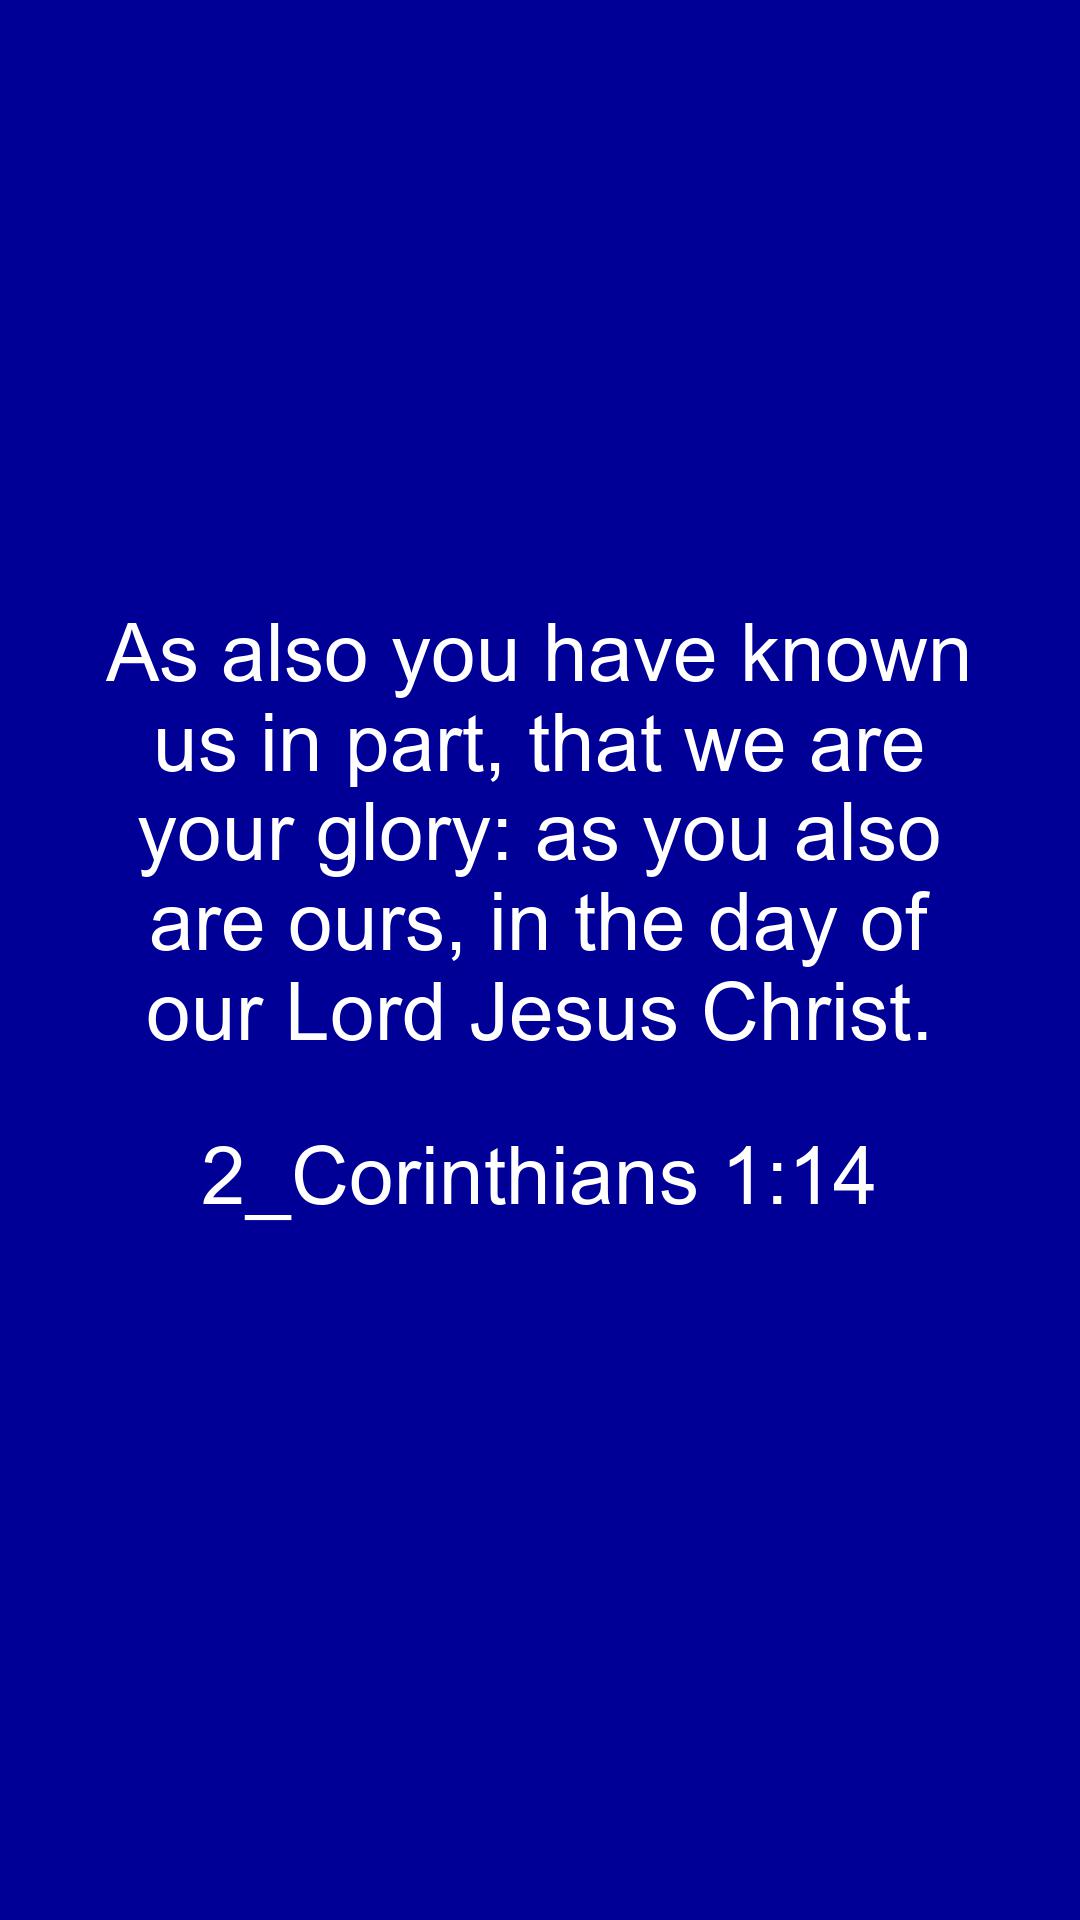 As also you have known
us in part, that we are
your glory: as you also
are ours, in the day of
our Lord Jesus Christ.
2_Corinthians 1:14